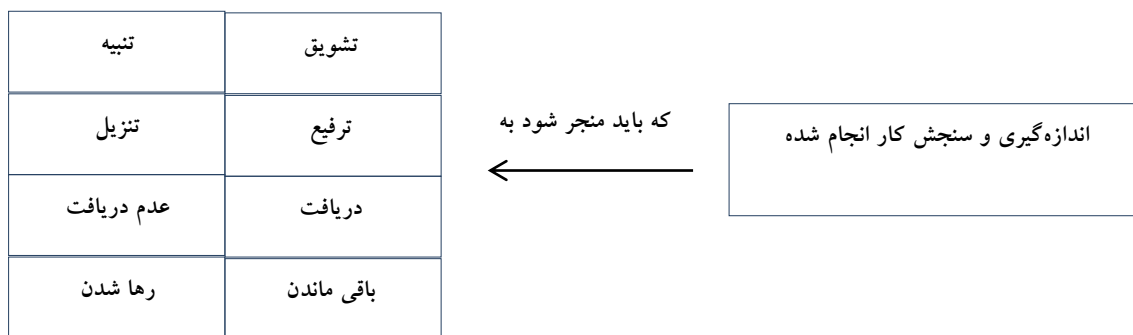 اندازه‌گیری و سنجش کار انجام شده
که باید منجر شود به
تشویق
تنبیه
ترفیع
تنزیل
دریافت
عدم دریافت
باقی ماندن
رها شدن